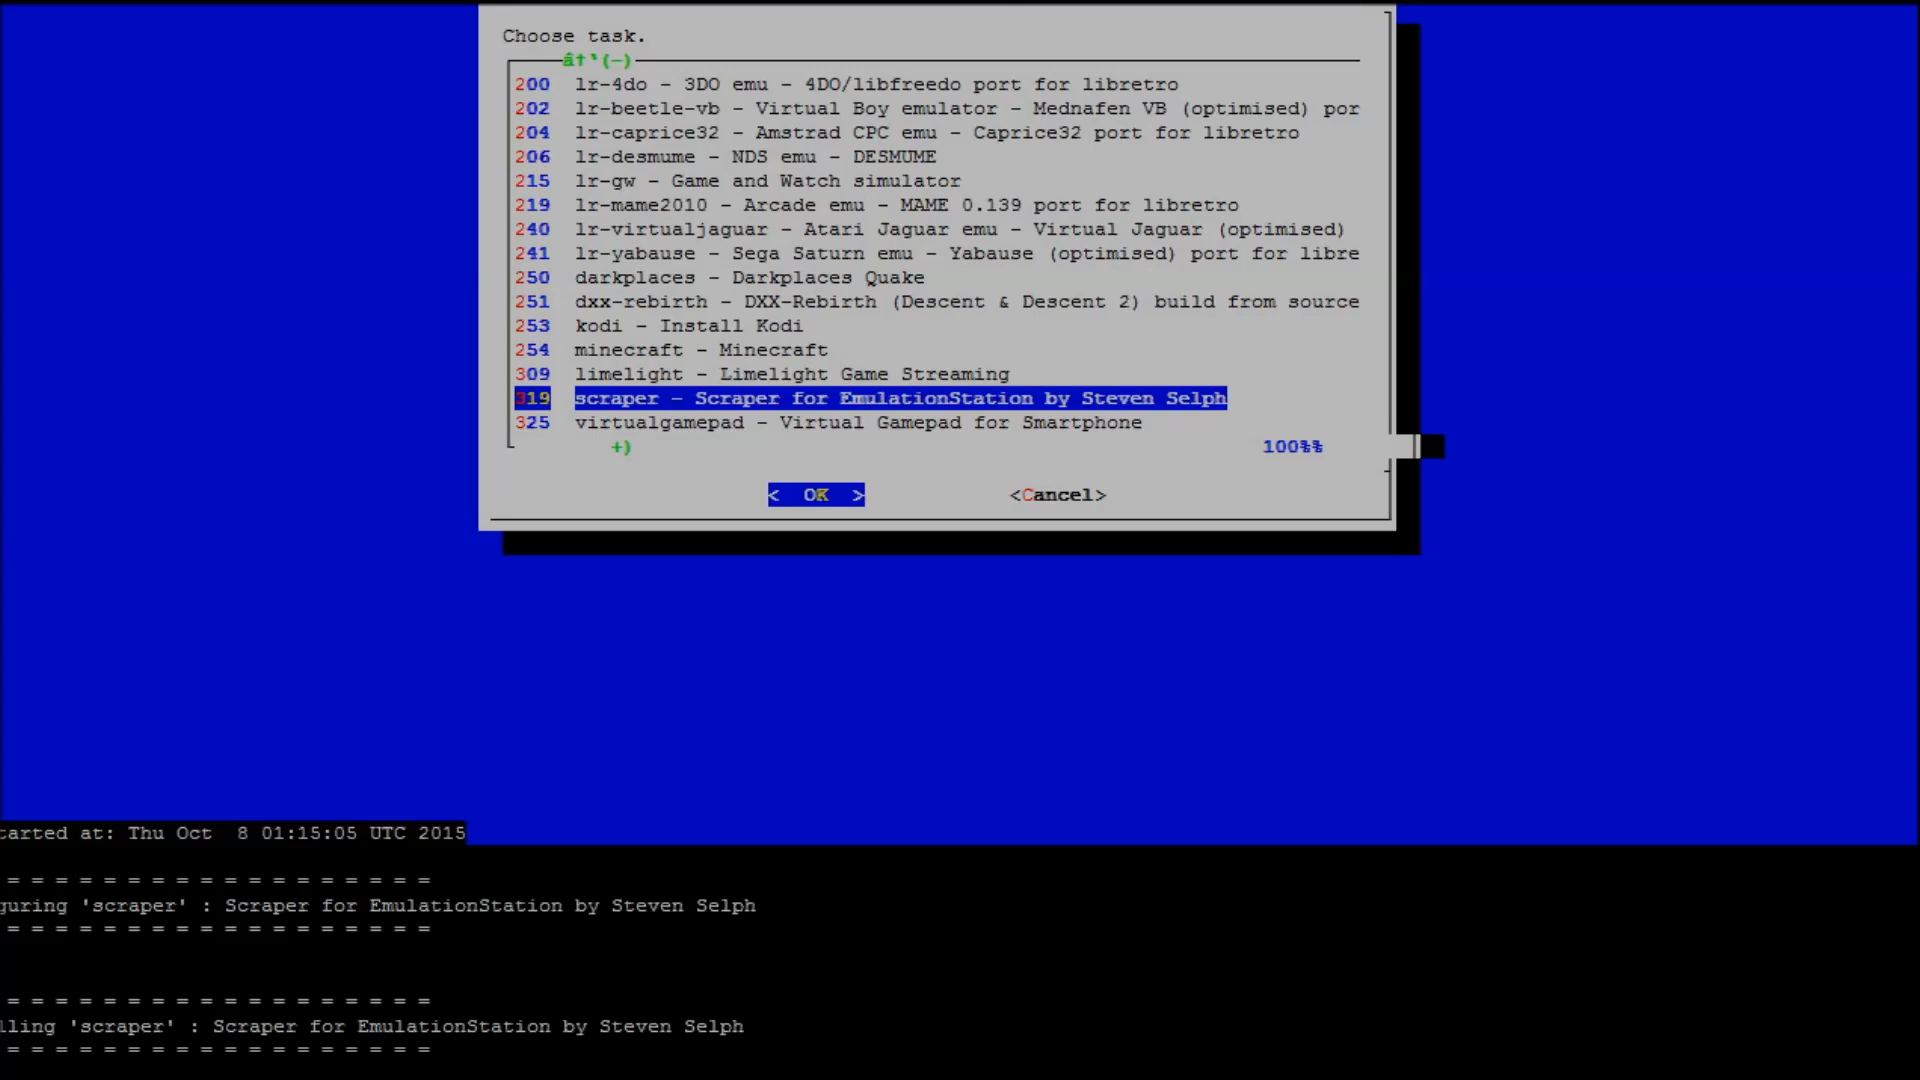 Choose task.
â†‘(-)
200 lr-4do - 3DO emu - 4DO/libfreedo port for libretro
202 lr-beetle-vb - Virtual Boy emulator - Mednafen VB (optimised) por
204 lr-caprice32 - Amstrad CPC emu - Caprice32 port for libretro
206 lr-desmume - NDS emu - DESMUME
215 lr-gw - Game and Watch simulator
219 lr-mame2010 - Arcade emu - MAME 0.139 port for libretro
240 lr-virtualjaguar - Atari Jaguar emu - Virtual Jaguar (optimised)
241 lr-yabause - Sega Saturn emu - Yabause (optimised) port for libre
250 darkplaces - Darkplaces Quake
251 dxx-rebirth - DXX-Rebirth (Descent & Descent 2) build from source
253 kodi - Install Kodi
254 minecraft - Minecraft
309 limelight - Limelight Game Streaming
319 scraper - Scraper for EmulationStation by Steven Selph
325 virtualgamepad - Virtual Gamepad for Smartphone
+) 100%%
< OK > <Cancel>
tarted at: Thu Oct  8 01:15:05 UTC 2015
= = = = = = = = = = = = = = = = = =
guring 'scraper' : Scraper for EmulationStation by Steven Selph
= = = = = = = = = = = = = = = = = =
= = = = = = = = = = = = = = = = = =
lling 'scraper' : Scraper for EmulationStation by Steven Selph
= = = = = = = = = = = = = = = = = =